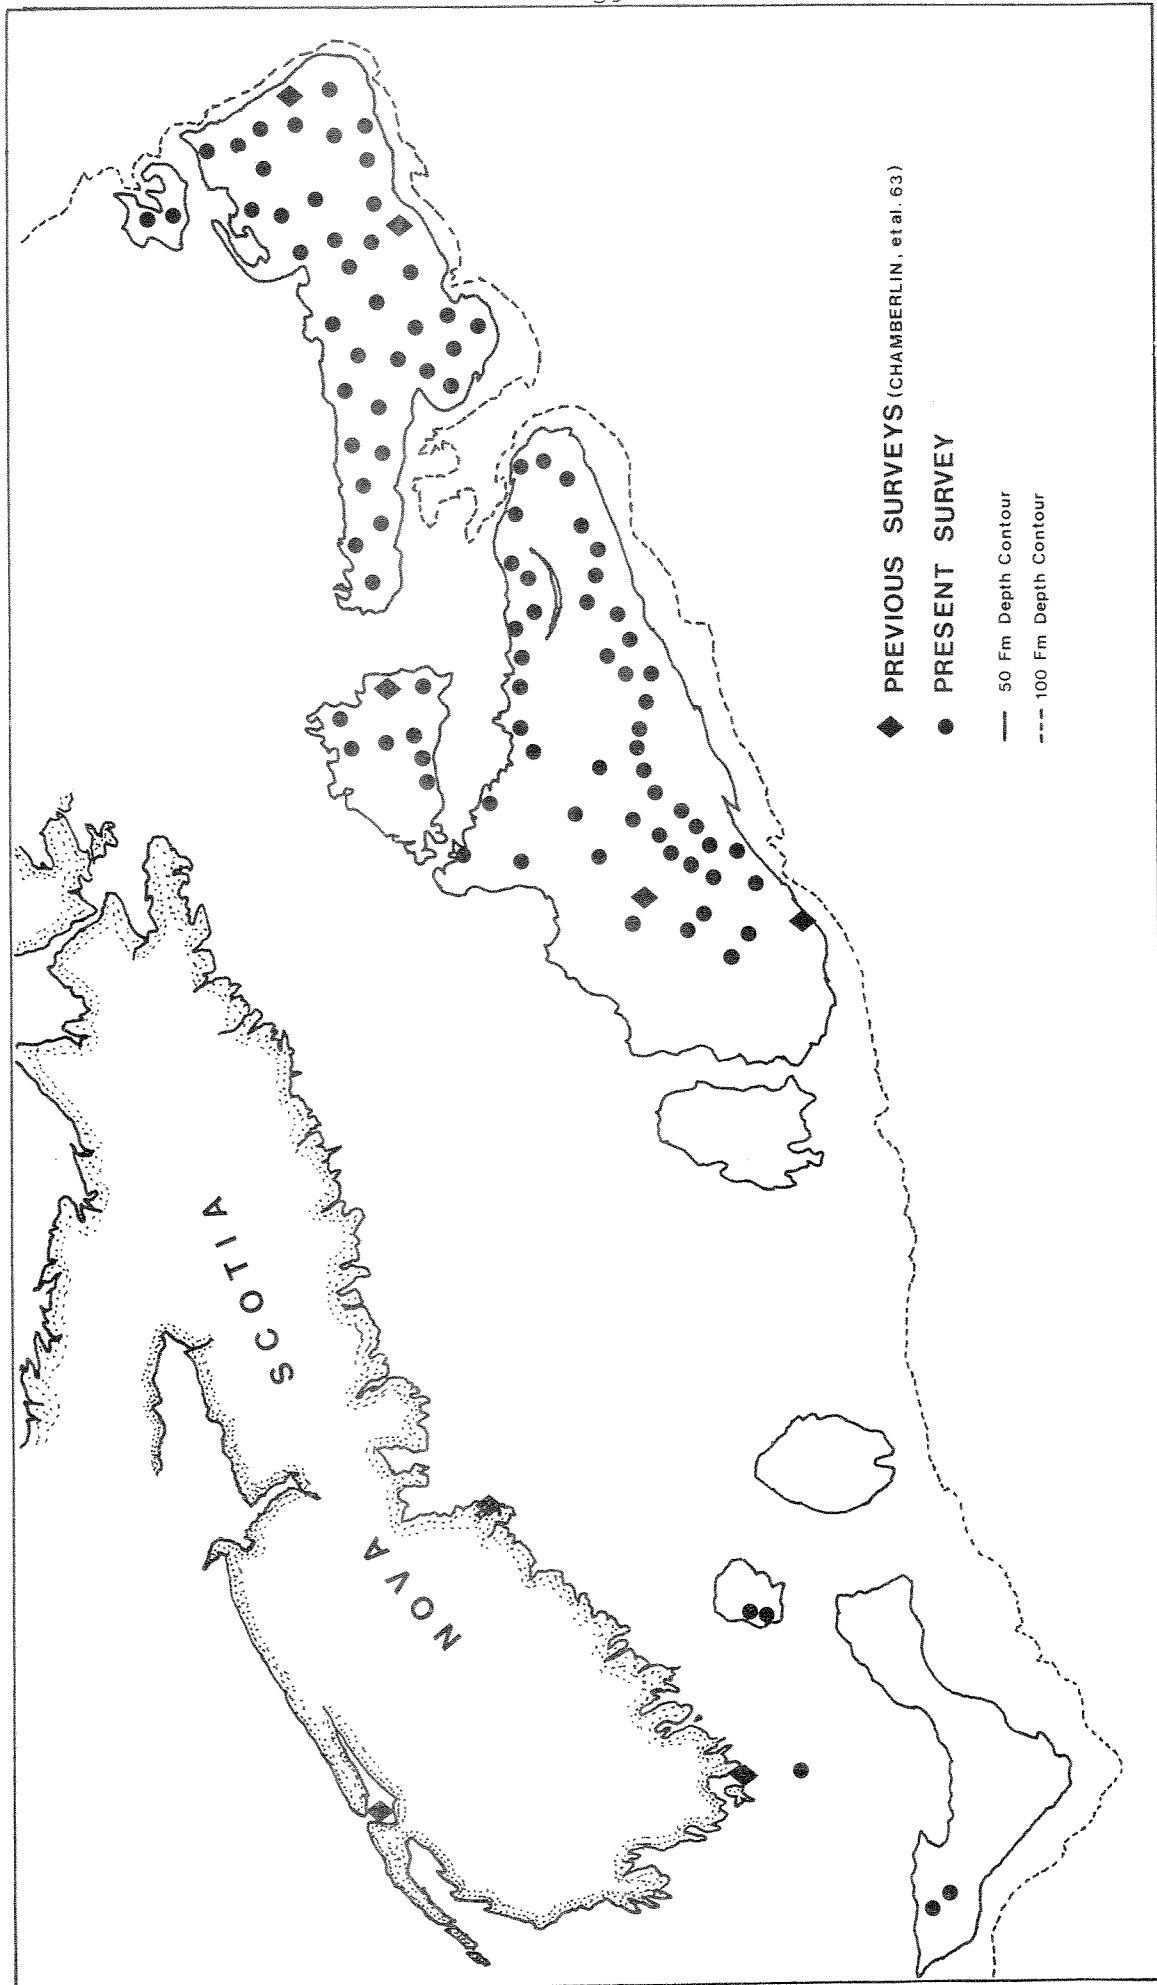 NOVA SCOTIA
PREVIOUS SURVEYS (CHAMBERLIN, et al. 63)
PRESENT SURVEY
50 Fm Depth Contour
100 Fm Depth Contour